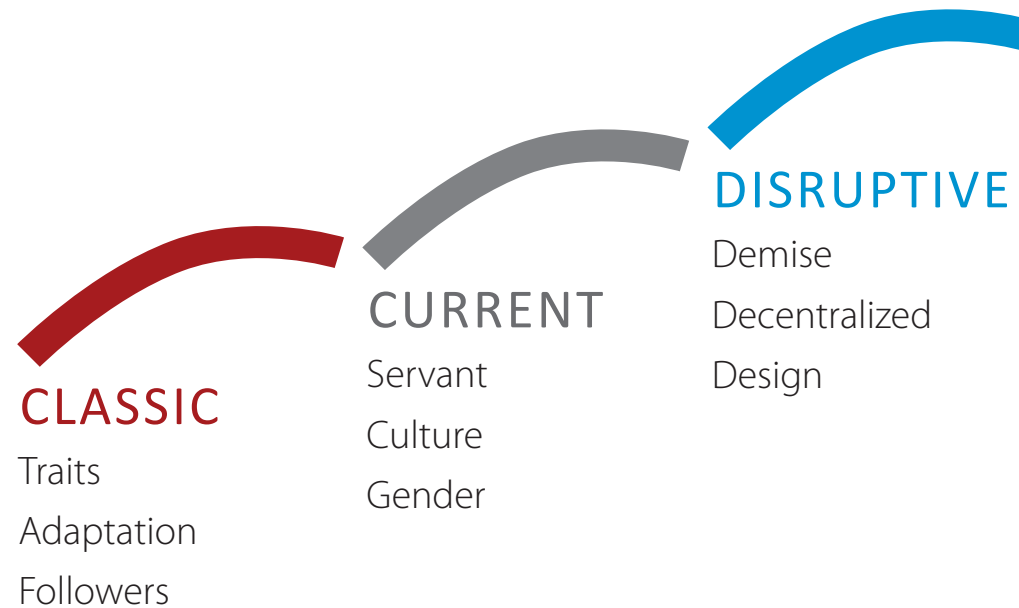 CLASSIC
Traits
Adaptation
Followers
CURRENT
Servant
Culture
Gender
DISRUPTIVE
Demise
Decentralized
Design